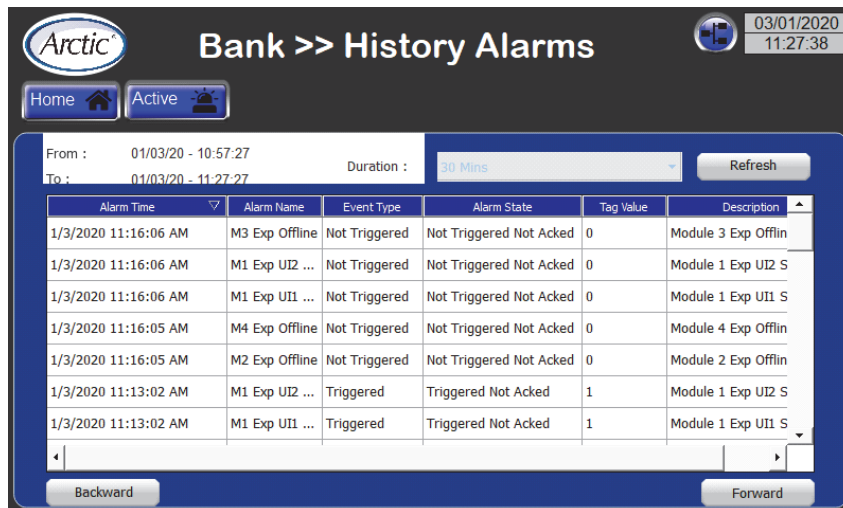 Arctic
Bank >> History Alarms
03/01/2020
11:27:38
Home
Active
From : 01/03/20 - 10:57:27
To : 01/03/20 - 11:27:27
Duration : 30 Mins
Refresh
Alarm Time Alarm Name Event Type Alarm State Tag Value Description
1/3/2020 11:16:06 AM M3 Exp Offline Not Triggered Not Triggered Not Acked 0 Module 3 Exp Offlin
1/3/2020 11:16:06 AM M1 Exp UI2 ... Not Triggered Not Triggered Not Acked 0 Module 1 Exp UI2 S
1/3/2020 11:16:06 AM M1 Exp UI1 ... Not Triggered Not Triggered Not Acked 0 Module 1 Exp UI1 S
1/3/2020 11:16:05 AM M4 Exp Offline Not Triggered Not Triggered Not Acked 0 Module 4 Exp Offlin
1/3/2020 11:16:05 AM M2 Exp Offline Not Triggered Not Triggered Not Acked 0 Module 2 Exp Offlin
1/3/2020 11:13:02 AM M1 Exp UI2 ... Triggered Triggered Not Acked 1 Module 1 Exp UI2 S
1/3/2020 11:13:02 AM M1 Exp UI1 ... Triggered Triggered Not Acked 1 Module 1 Exp UI1 S
Backward
Forward